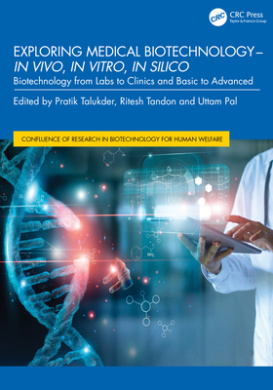 CRC Press
Taylor & Francis Group
EXPLORING MEDICAL BIOTECHNOLOGY–
IN VIVO, IN VITRO, IN SILICO
Biotechnology from Labs to Clinics and Basic to Advanced
Edited by Pratik Talukder, Ritesh Tandon and Uttam Pal
CONFLUENCE OF RESEARCH IN BIOTECHNOLOGY FOR HUMAN WELFARE